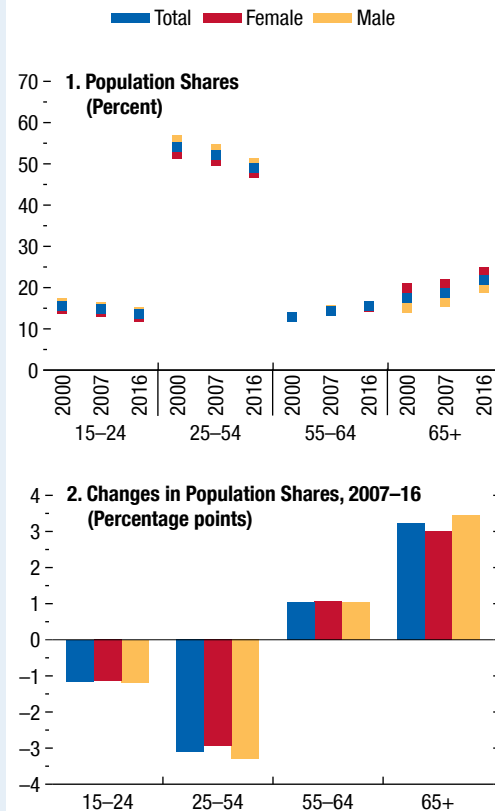 Total Female Male
1. Population Shares
(Percent)
70
60
50
40
30
20
10
0
2000 2007 2016 2000 2007 2016 2000 2007 2016 2000 2007 2016
15–24 25–54 55–64 65+
2. Changes in Population Shares, 2007–16
(Percentage points)
4
3
2
1
0
–1
–2
–3
–4
15–24 25–54 55–64 65+